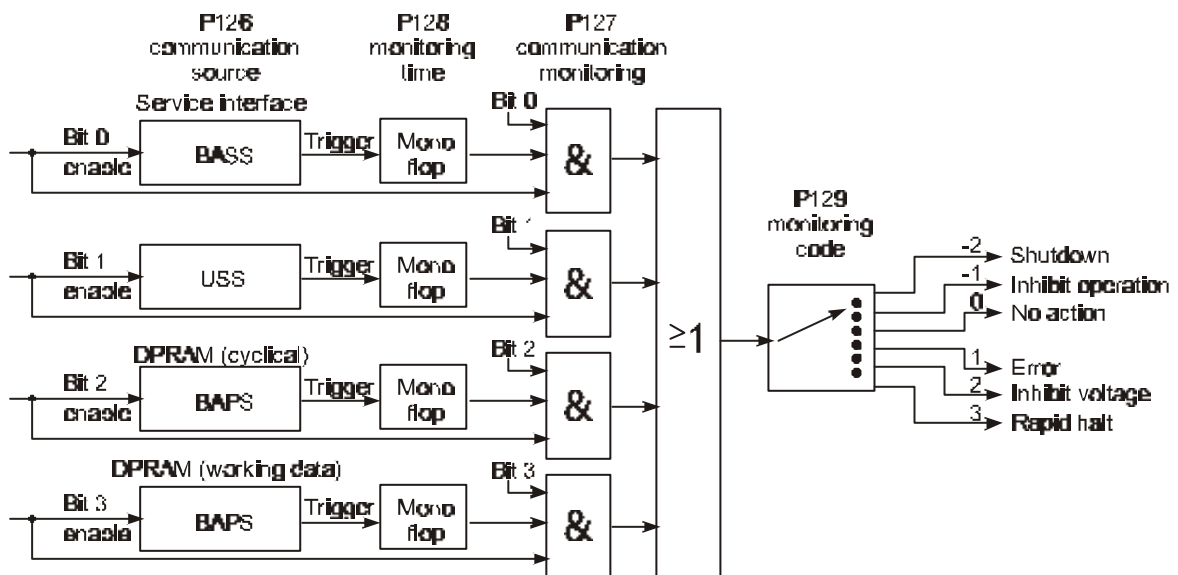 P126
communication
source
P128
monitoring
time
P127
communication
monitoring
Service interface
Bit 0
Bit 0
enable
BASS
Trigger
Mono
flop
&
Bit 1
Bit 1
enable
USS
Trigger
Mono
flop
&
DPRAM (cyclical)
Bit 2
Bit 2
enable
BAPS
Trigger
Mono
flop
&
DPRAM (working data)
Bit 3
Bit 3
enable
BAPS
Trigger
Mono
flop
&
≥1
P129
monitoring
code
-2 Shutdown
-1 Inhibit operation
0 No action
1 Error
2 Inhibit voltage
3 Rapid halt